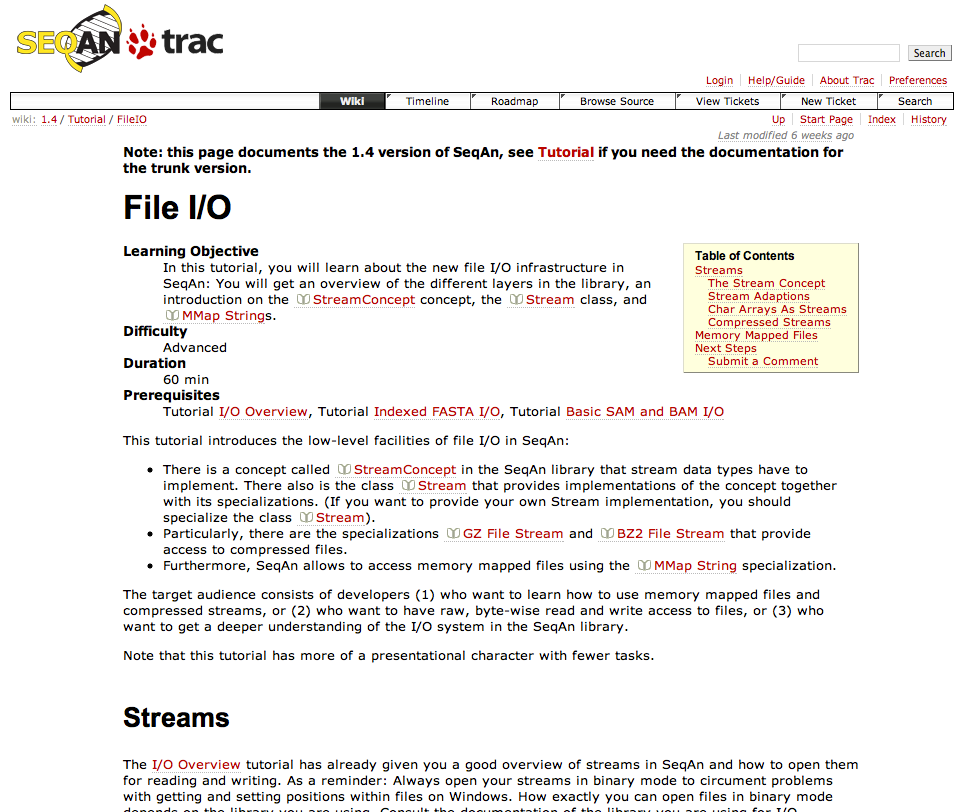 SEQAN trac
Search
Login Help/Guide About Trac Preferences
Wiki Timeline Roadmap Browse Source View Tickets New Ticket Search
wiki: 1.4 / Tutorial / FileIO
Up Start Page Index History
Last modified 6 weeks ago
Note: this page documents the 1.4 version of SeqAn, see Tutorial if you need the documentation for
the trunk version.
File I/O
Learning Objective
In this tutorial, you will learn about the new file I/O infrastructure in
SeqAn: You will get an overview of the different layers in the library, an
introduction on the StreamConcept concept, the Stream class, and
MMap Strings.
Difficulty
Advanced
Duration
60 min
Prerequisites
Tutorial I/O Overview, Tutorial Indexed FASTA I/O, Tutorial Basic SAM and BAM I/O
Table of Contents
Streams
The Stream Concept
Stream Adaptions
Char Arrays As Streams
Compressed Streams
Memory Mapped Files
Next Steps
Submit a Comment
This tutorial introduces the low-level facilities of file I/O in SeqAn:
• There is a concept called StreamConcept in the SeqAn library that stream data types have to
implement. There also is the class Stream that provides implementations of the concept together
with its specializations. (If you want to provide your own Stream implementation, you should
specialize the class Stream).
• Particularly, there are the specializations GZ File Stream and BZ2 File Stream that provide
access to compressed files.
• Furthermore, SeqAn allows to access memory mapped files using the MMap String specialization.
The target audience consists of developers (1) who want to learn how to use memory mapped files and
compressed streams, or (2) who want to have raw, byte-wise read and write access to files, or (3) who
want to get a deeper understanding of the I/O system in the SeqAn library.
Note that this tutorial has more of a presentational character with fewer tasks.
Streams
The I/O Overview tutorial has already given you a good overview of streams in SeqAn and how to open them
for reading and writing. As a reminder: Always open your streams in binary mode to circument problems
with getting and setting positions within files on Windows. How exactly you can open files in binary mode
depends on the library you are using. Consult the documentation of the library you are using for I/O.